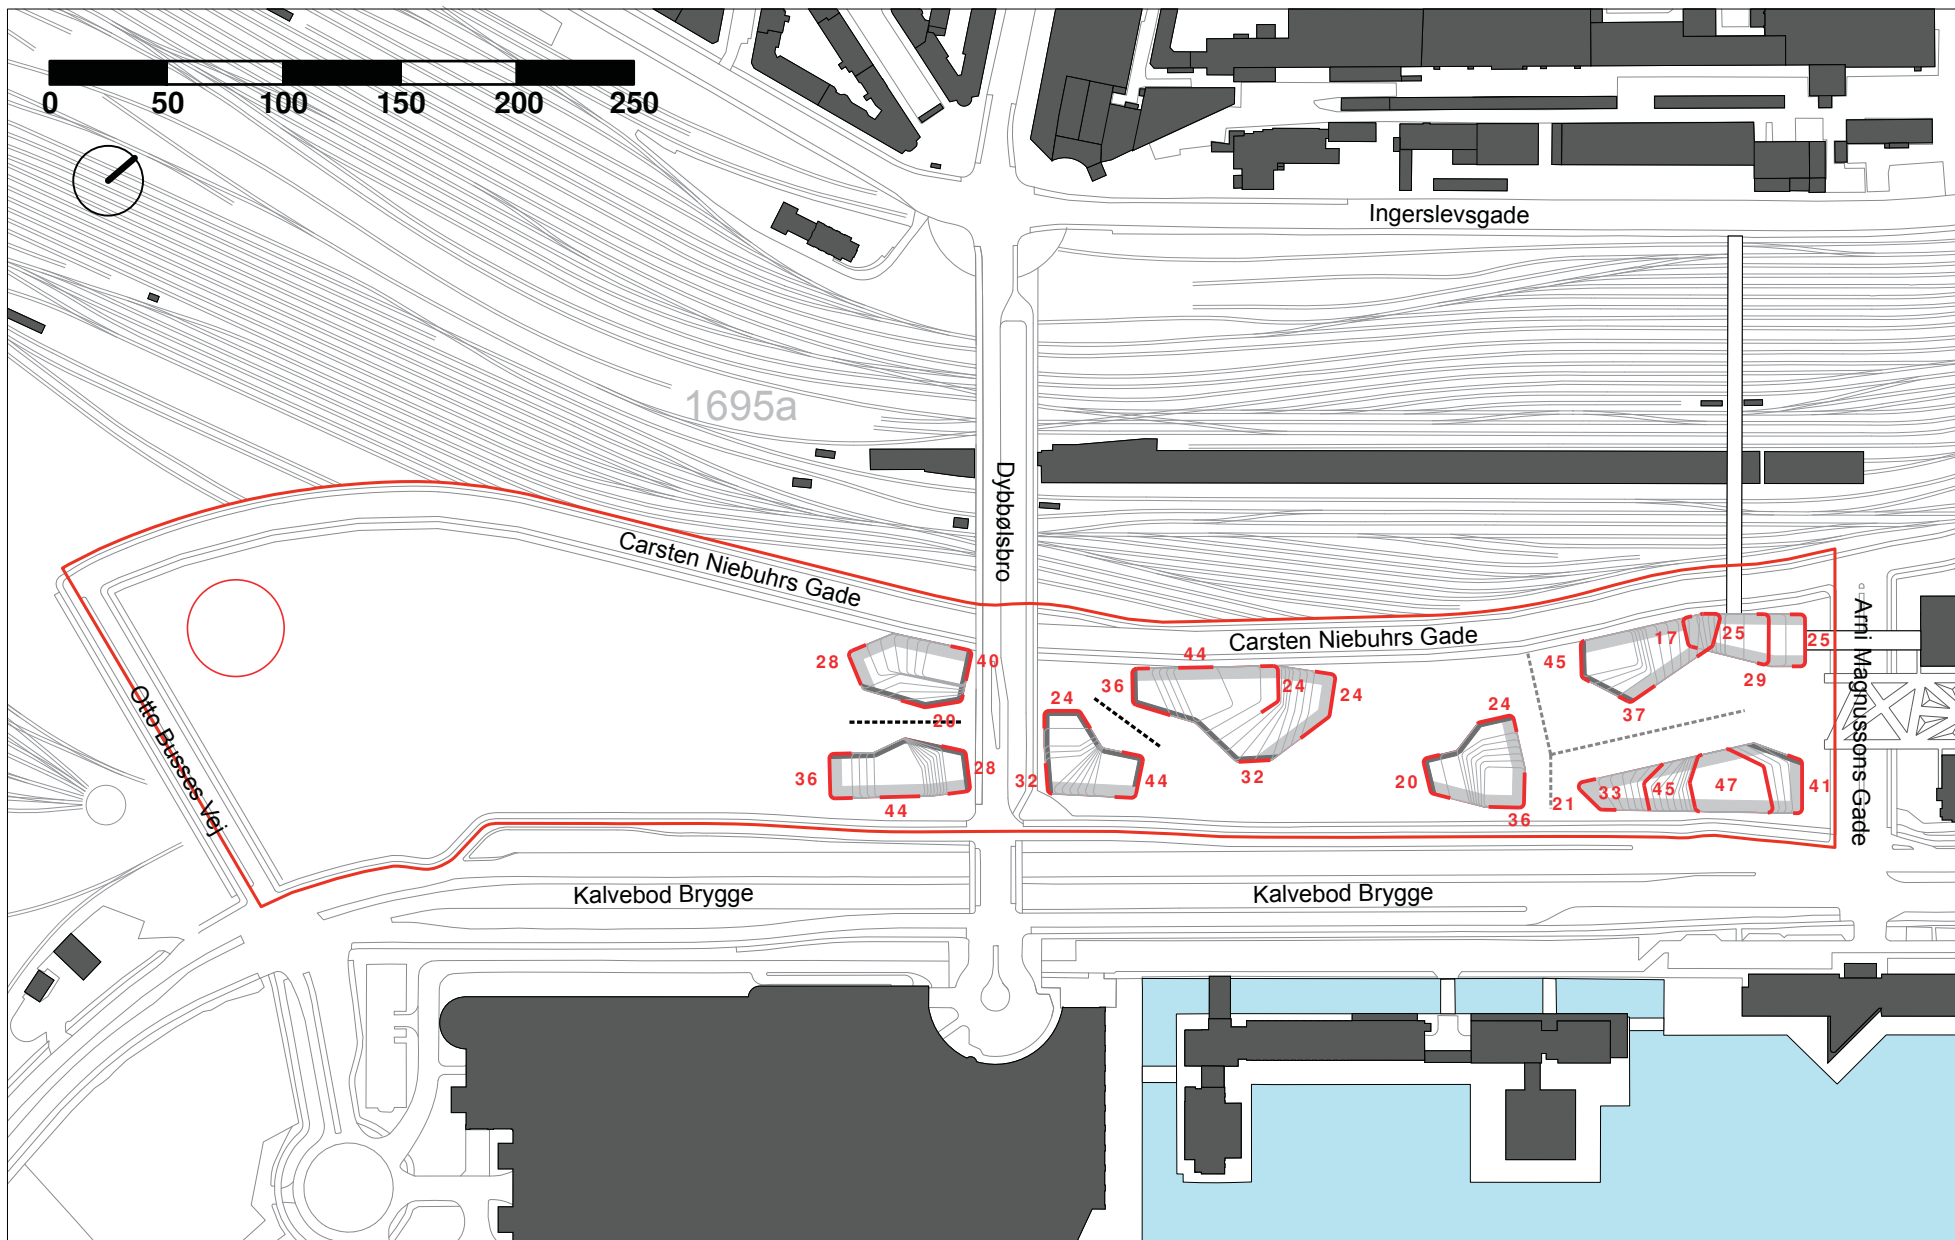 0 50 100 150 200 250
Ingerslevsgade
1695a
Dybbølsbro
Carsten Niebuhrs Gade
Carsten Niebuhrs Gade
Arni Magnussons Gade
Otto Busses Vej
28 40
20
36 28
44
24
32 44
44
36 24 24
32
24
20
36
17 25 25
45 29
37
21 33 45 47 41
Kalvebod Brygge
Kalvebod Brygge